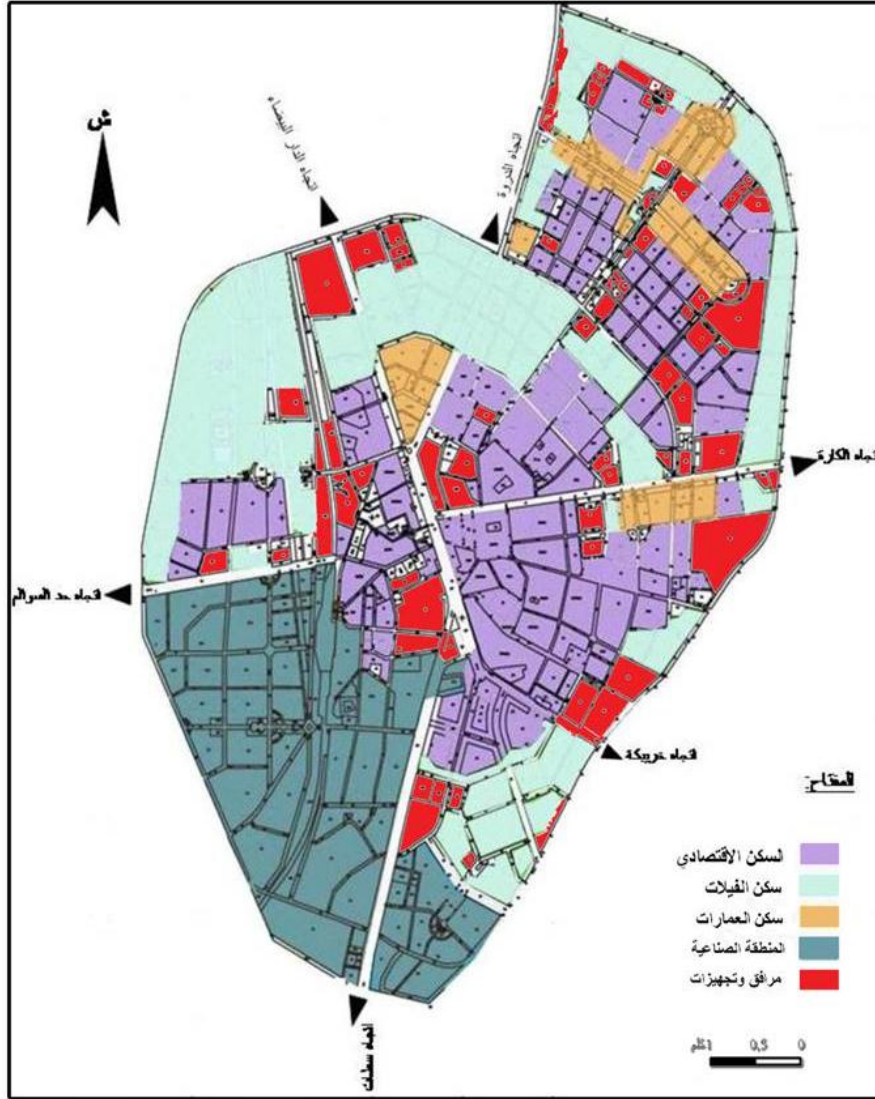 ش
اتجاه الدار البيضاء
اتجاه الدروة
اتجاه الكارة
اتجاه حد السوالم
اتجاه خريبكة
اتجاه سطات
المفتاح:
السكن الاقتصادي
سكن الفيلات
سكن العمارات
المنطقة الصناعية
مرافق وتجهيزات
0 0,5 1كلم